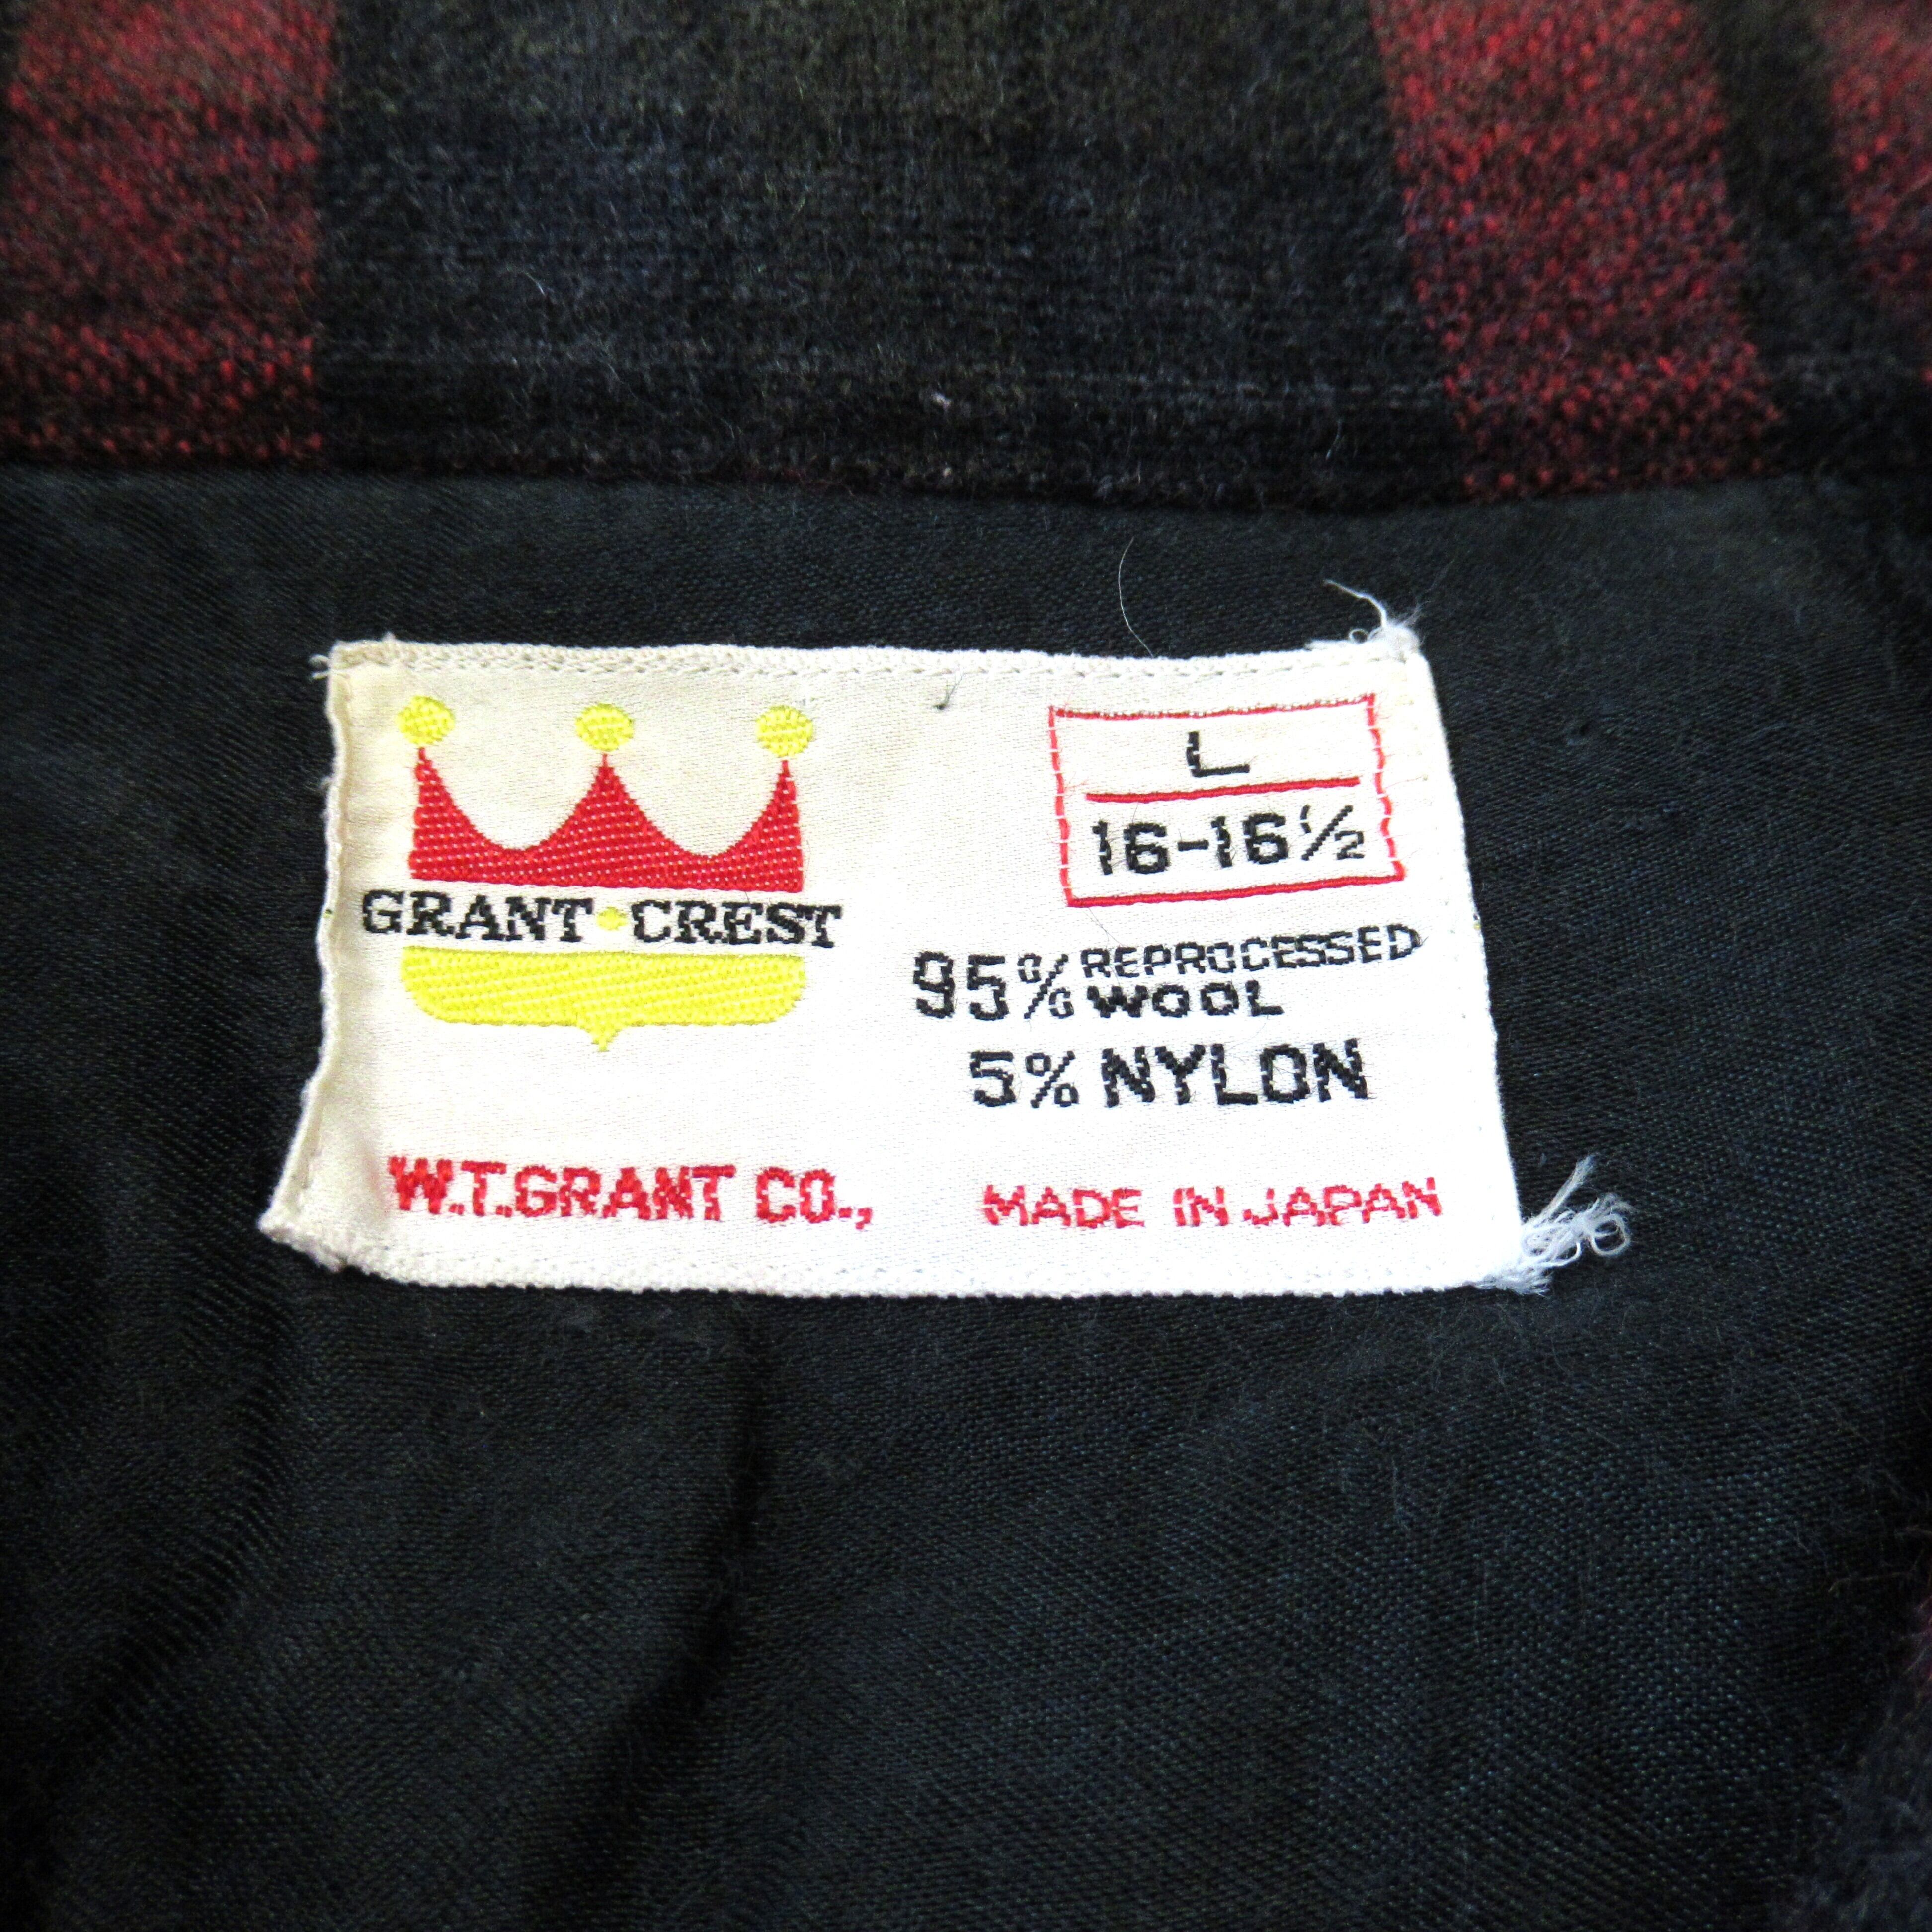 GRANT•CREST
L
16-16½
95% REPROCESSED
WOOL
5% NYLON
W.T.GRANT CO.,
MADE IN JAPAN